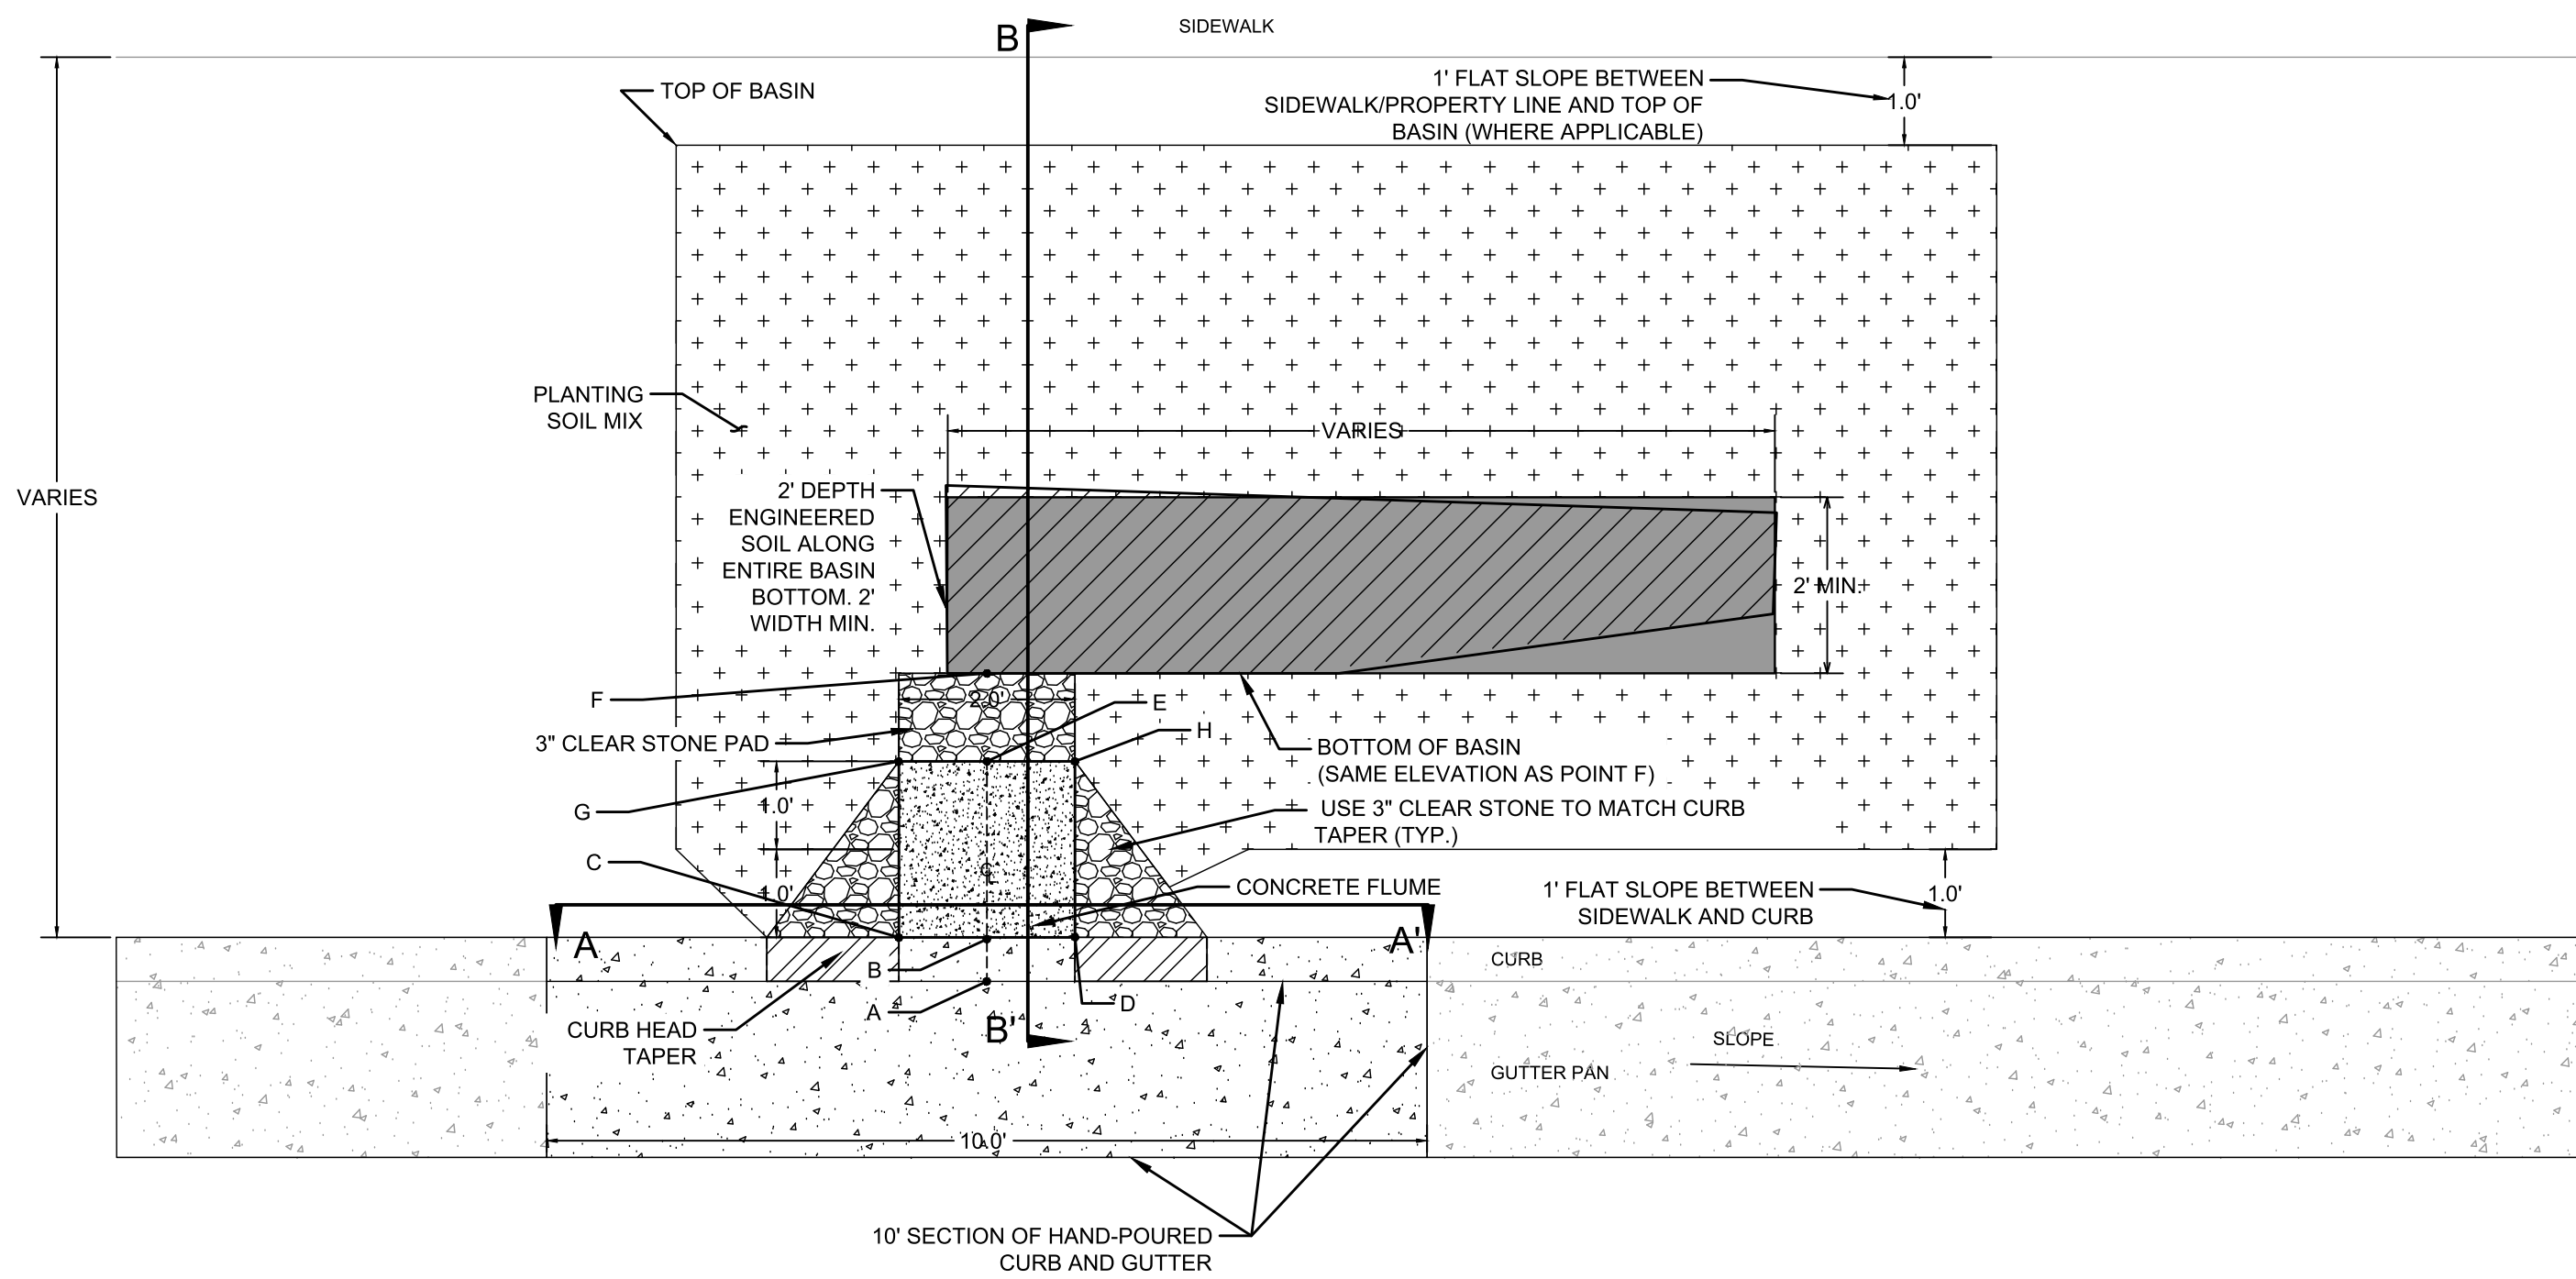 SIDEWALK
B
1' FLAT SLOPE BETWEEN
SIDEWALK/PROPERTY LINE AND TOP OF
BASIN (WHERE APPLICABLE)
1.0'
TOP OF BASIN
PLANTING
SOIL MIX
VARIES
VARIES
2' DEPTH
ENGINEERED
SOIL ALONG
ENTIRE BASIN
BOTTOM. 2'
WIDTH MIN.
2' MIN.
F
2.0'
E
3" CLEAR STONE PAD
H
BOTTOM OF BASIN
(SAME ELEVATION AS POINT F)
G
1.0'
USE 3" CLEAR STONE TO MATCH CURB
TAPER (TYP.)
C
1.0'
CL
CONCRETE FLUME
1' FLAT SLOPE BETWEEN
SIDEWALK AND CURB
1.0'
A
A'
B
CURB
A
D
B'
CURB HEAD
TAPER
SLOPE
GUTTER PAN
10.0'
10' SECTION OF HAND-POURED
CURB AND GUTTER